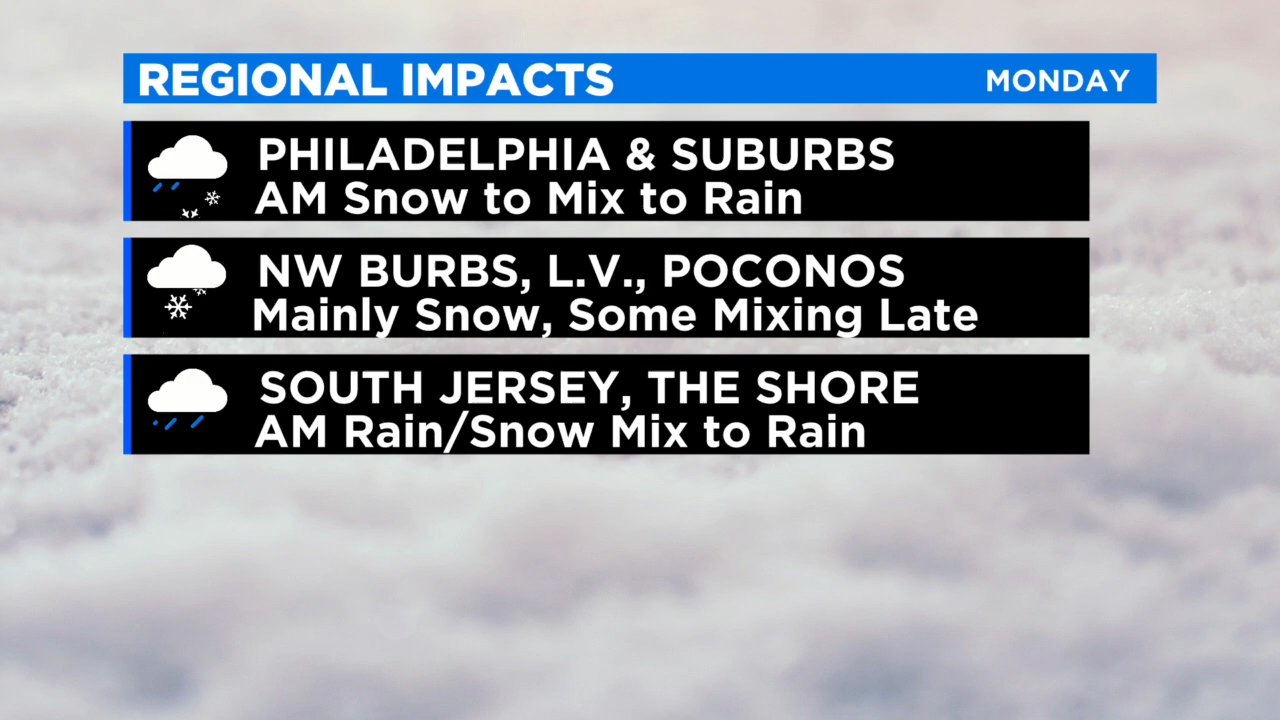 REGIONAL IMPACTS MONDAY
PHILADELPHIA & SUBURBS
AM Snow to Mix to Rain
NW BURBS, L.V., POCONOS
Mainly Snow, Some Mixing Late
SOUTH JERSEY, THE SHORE
AM Rain/Snow Mix to Rain